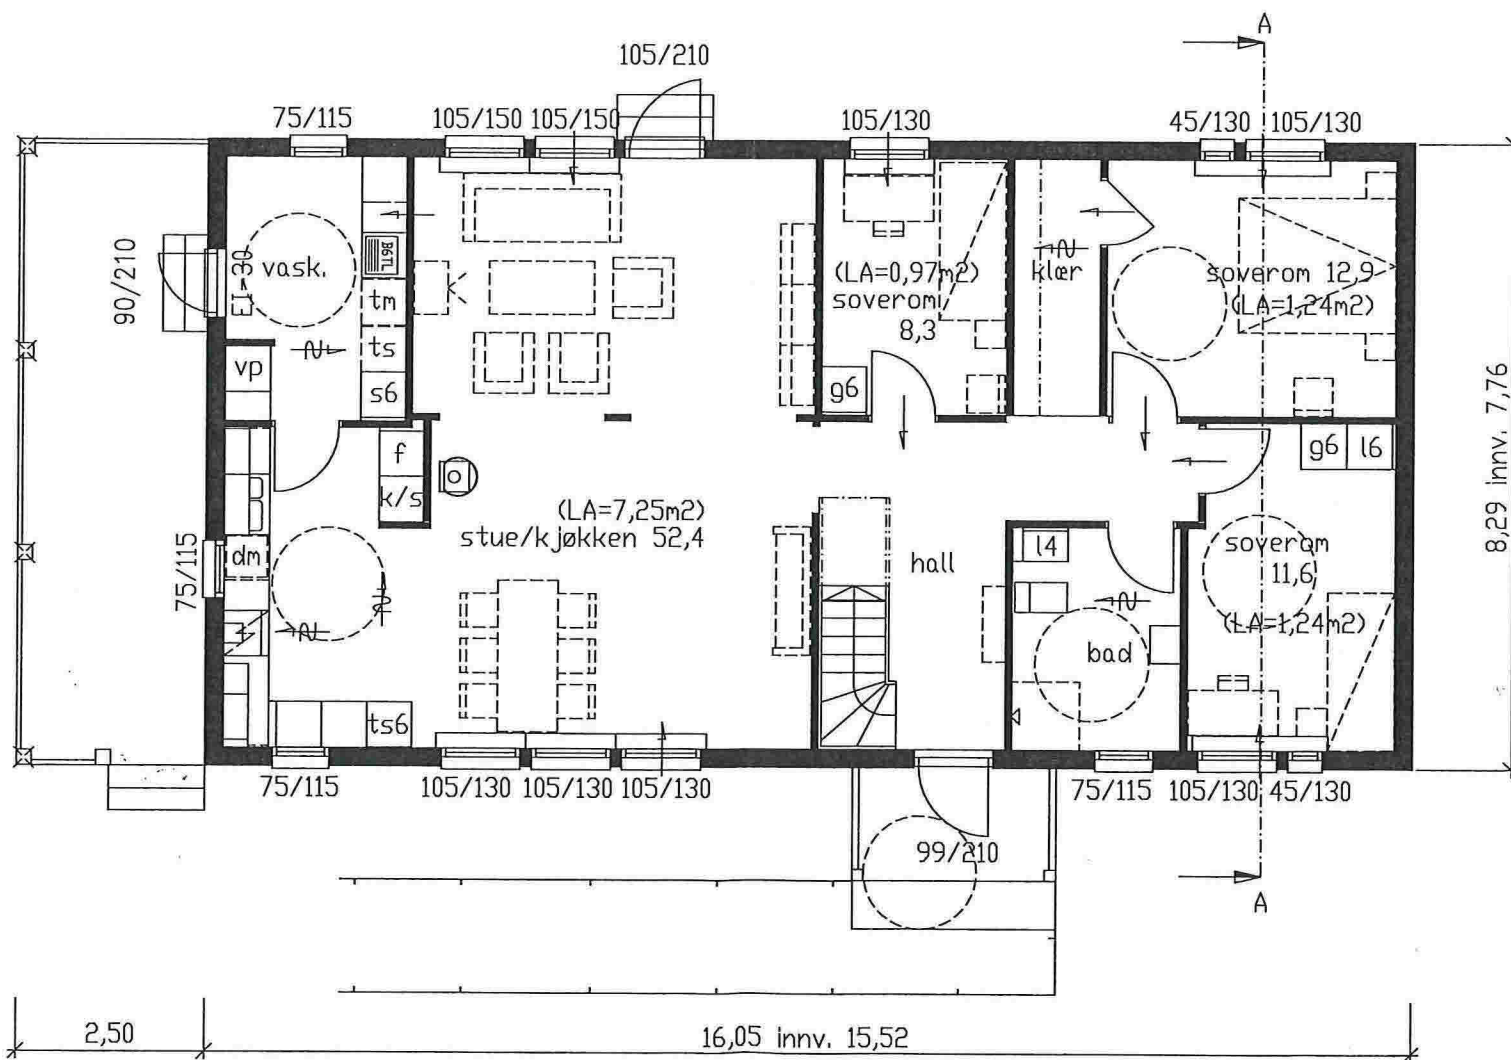 A
105/210
75/115
105/150
105/150
105/130
45/130
105/130
90/210
EI 30
vask.
B6TL
tm
ts
s6
vp
(LA=0,97m2)
soverom
8,3
g6
klær
soverom 12,9
(LA=1,24m2)
8,29 innv. 7,76
f
k/s
(LA=7,25m2)
stue/kjøkken 52,4
g6
l6
75/115
dm
hall
l4
soverom
11,6
(LA=1,24m2)
bad
ts6
75/115
105/130
105/130
105/130
75/115
105/130
45/130
99/210
A
2,50
16,05 innv. 15,52